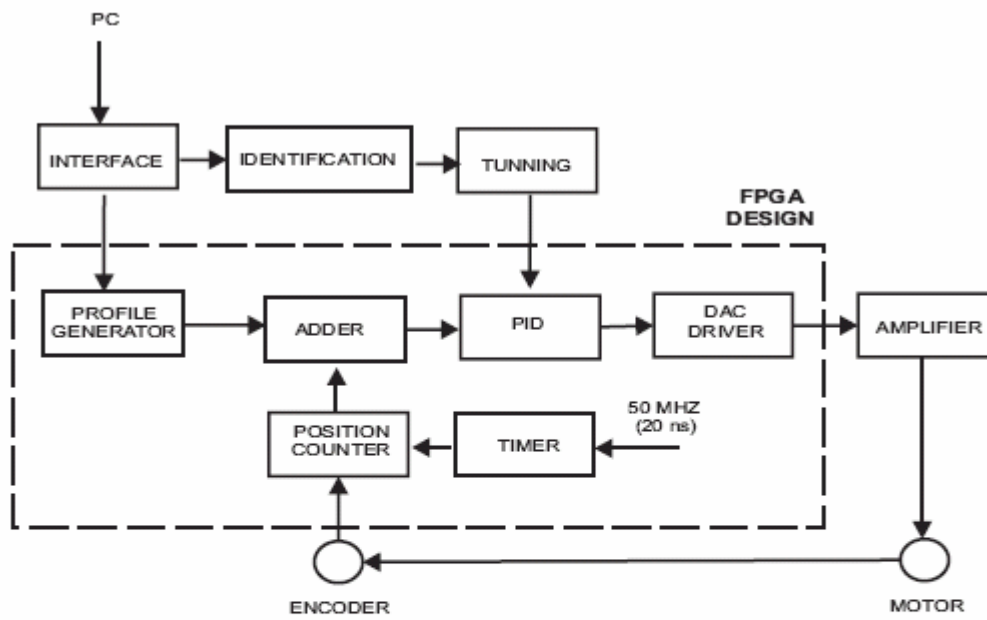 PC
INTERFACE
IDENTIFICATION
TUNNING
FPGA
DESIGN
PROFILE
GENERATOR
ADDER
PID
DAC
DRIVER
AMPLIFIER
POSITION
COUNTER
TIMER
50 MHZ
(20 ns)
ENCODER
MOTOR